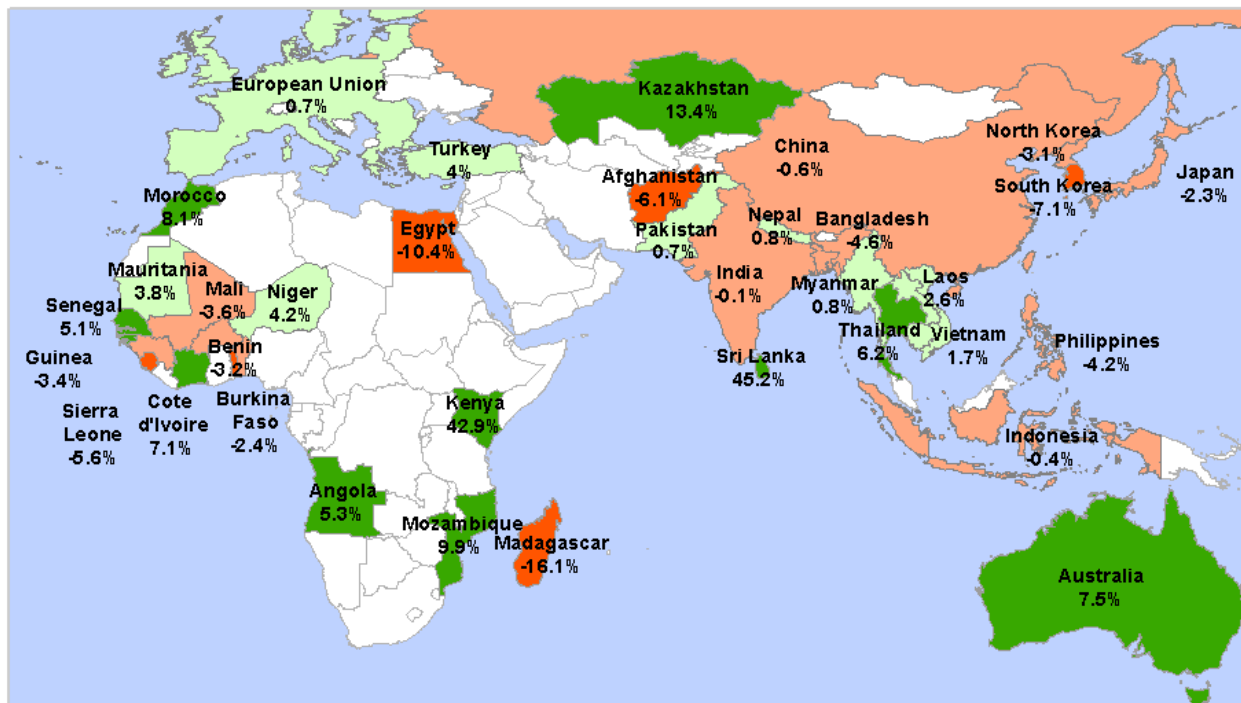 European Union
0.7%
Kazakhstan
13.4%
Turkey
4%
China
-0.6%
North Korea
-3.1%
South Korea
-7.1%
Japan
-2.3%
Afghanistan
-6.1%
Morocco
8.1%
Egypt
-10.4%
Pakistan
0.7%
Nepal
0.8%
Bangladesh
-4.6%
Mauritania
3.8%
Mali
-3.6%
Niger
4.2%
India
-0.1%
Myanmar
0.8%
Laos
2.6%
Senegal
5.1%
Thailand
6.2%
Vietnam
1.7%
Philippines
-4.2%
Guinea
-3.4%
Benin
-3.2%
Sri Lanka
45.2%
Sierra
Leone
-5.6%
Cote
d'Ivoire
7.1%
Burkina
Faso
-2.4%
Kenya
42.9%
Indonesia
-0.4%
Angola
5.3%
Mozambique
9.9%
Madagascar
-16.1%
Australia
7.5%